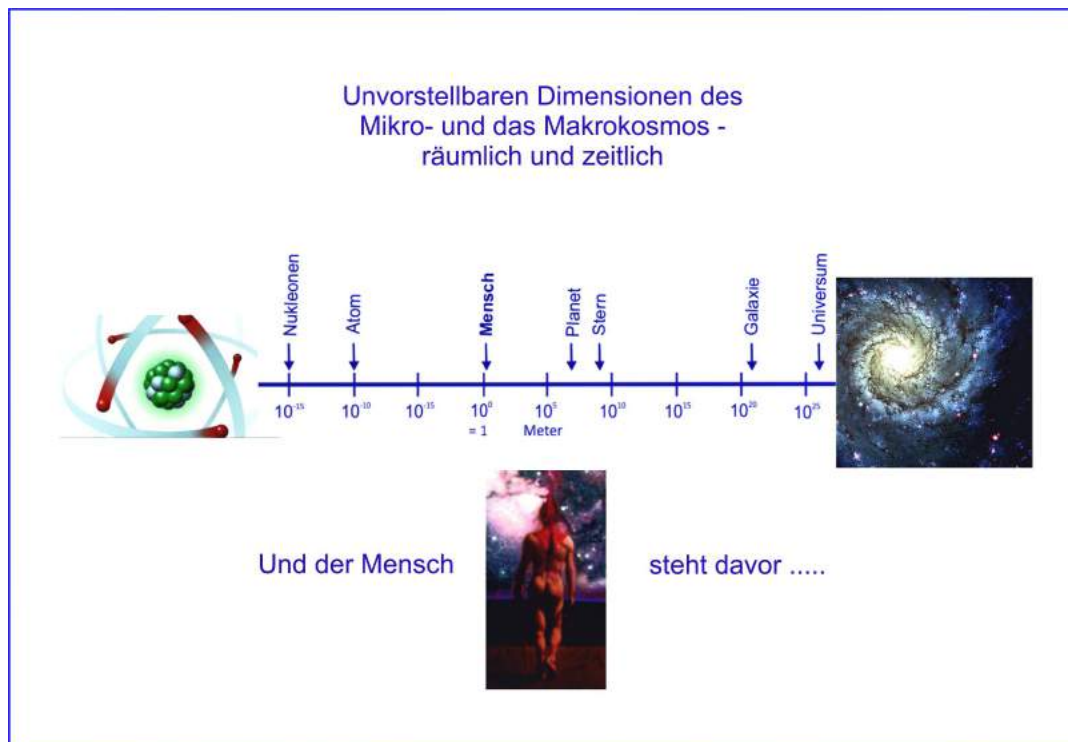 Unvorstellbaren Dimensionen des
Mikro- und das Makrokosmos -
räumlich und zeitlich
Nukleonen
Atom
Mensch
Planet
Stern
Galaxie
Universum
10⁻¹⁵ 10⁻¹⁰ 10⁻¹⁵ 10⁰ 10⁵ 10¹⁰ 10¹⁵ 10²⁰ 10²⁵
= 1 Meter
Und der Mensch steht davor .....